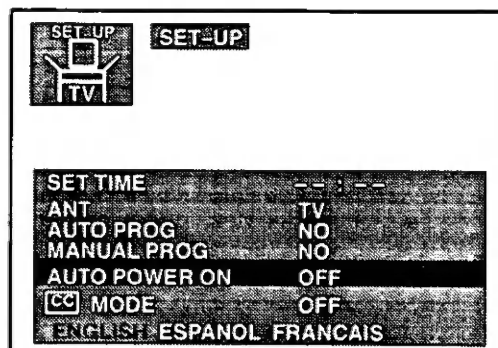 SET-UP SET-UP
TV
SET TIME -- : --
ANT TV
AUTO PROG NO
MANUAL PROG NO
AUTO POWER ON OFF
CC MODE OFF
ENGLISH ESPANOL FRANCAIS